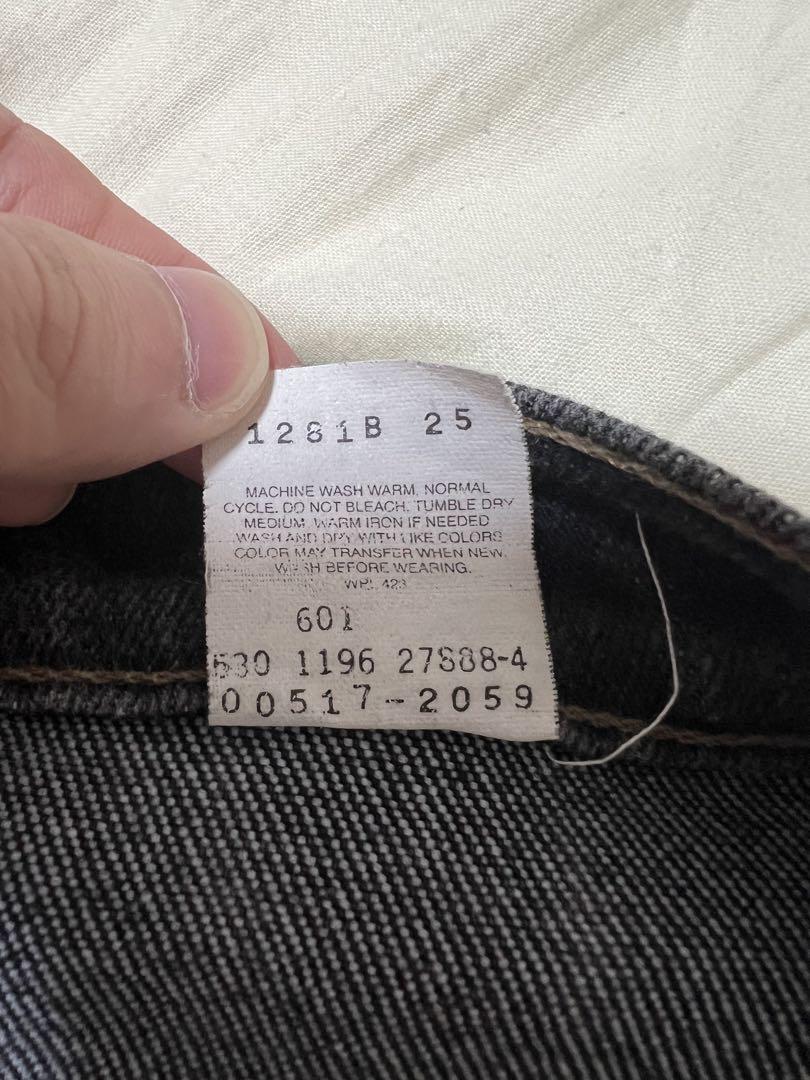 1281B 25
MACHINE WASH WARM, NORMAL
CYCLE. DO NOT BLEACH. TUMBLE DRY
MEDIUM. WARM IRON IF NEEDED
WASH AND DRY WITH LIKE COLORS
COLOR MAY TRANSFER WHEN NEW.
WASH BEFORE WEARING.
WPL 423
601
530 1196 27888-4
00517-2059